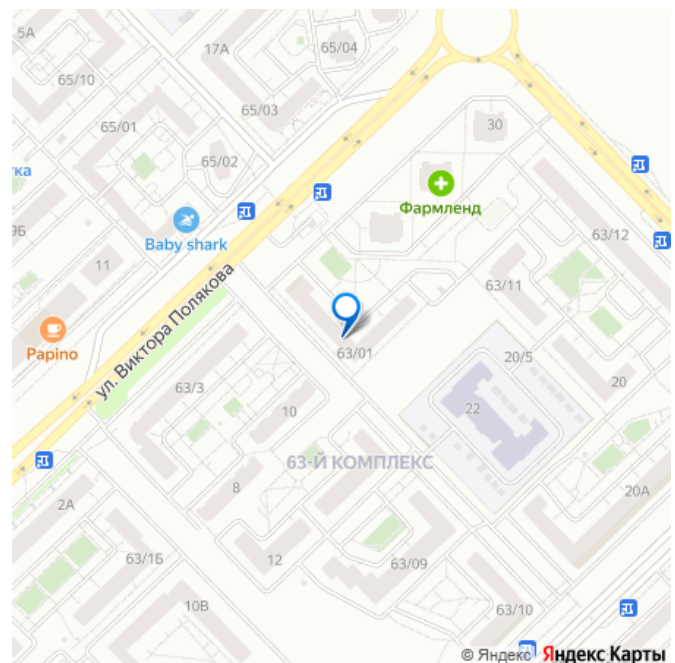 5А
17А
65/04
65/10
65/03
65/01
30
65/02
тка
Фармленд
9Б
Baby shark
63/12
11
ул. Виктора Полякова
63/11
Papino
63/01
20/5
63/3
20
10
22
63-Й КОМПЛЕКС
8
20А
2А
63/1Б
12
63/09
10В
63/10
© Яндекс Яндекс Карты